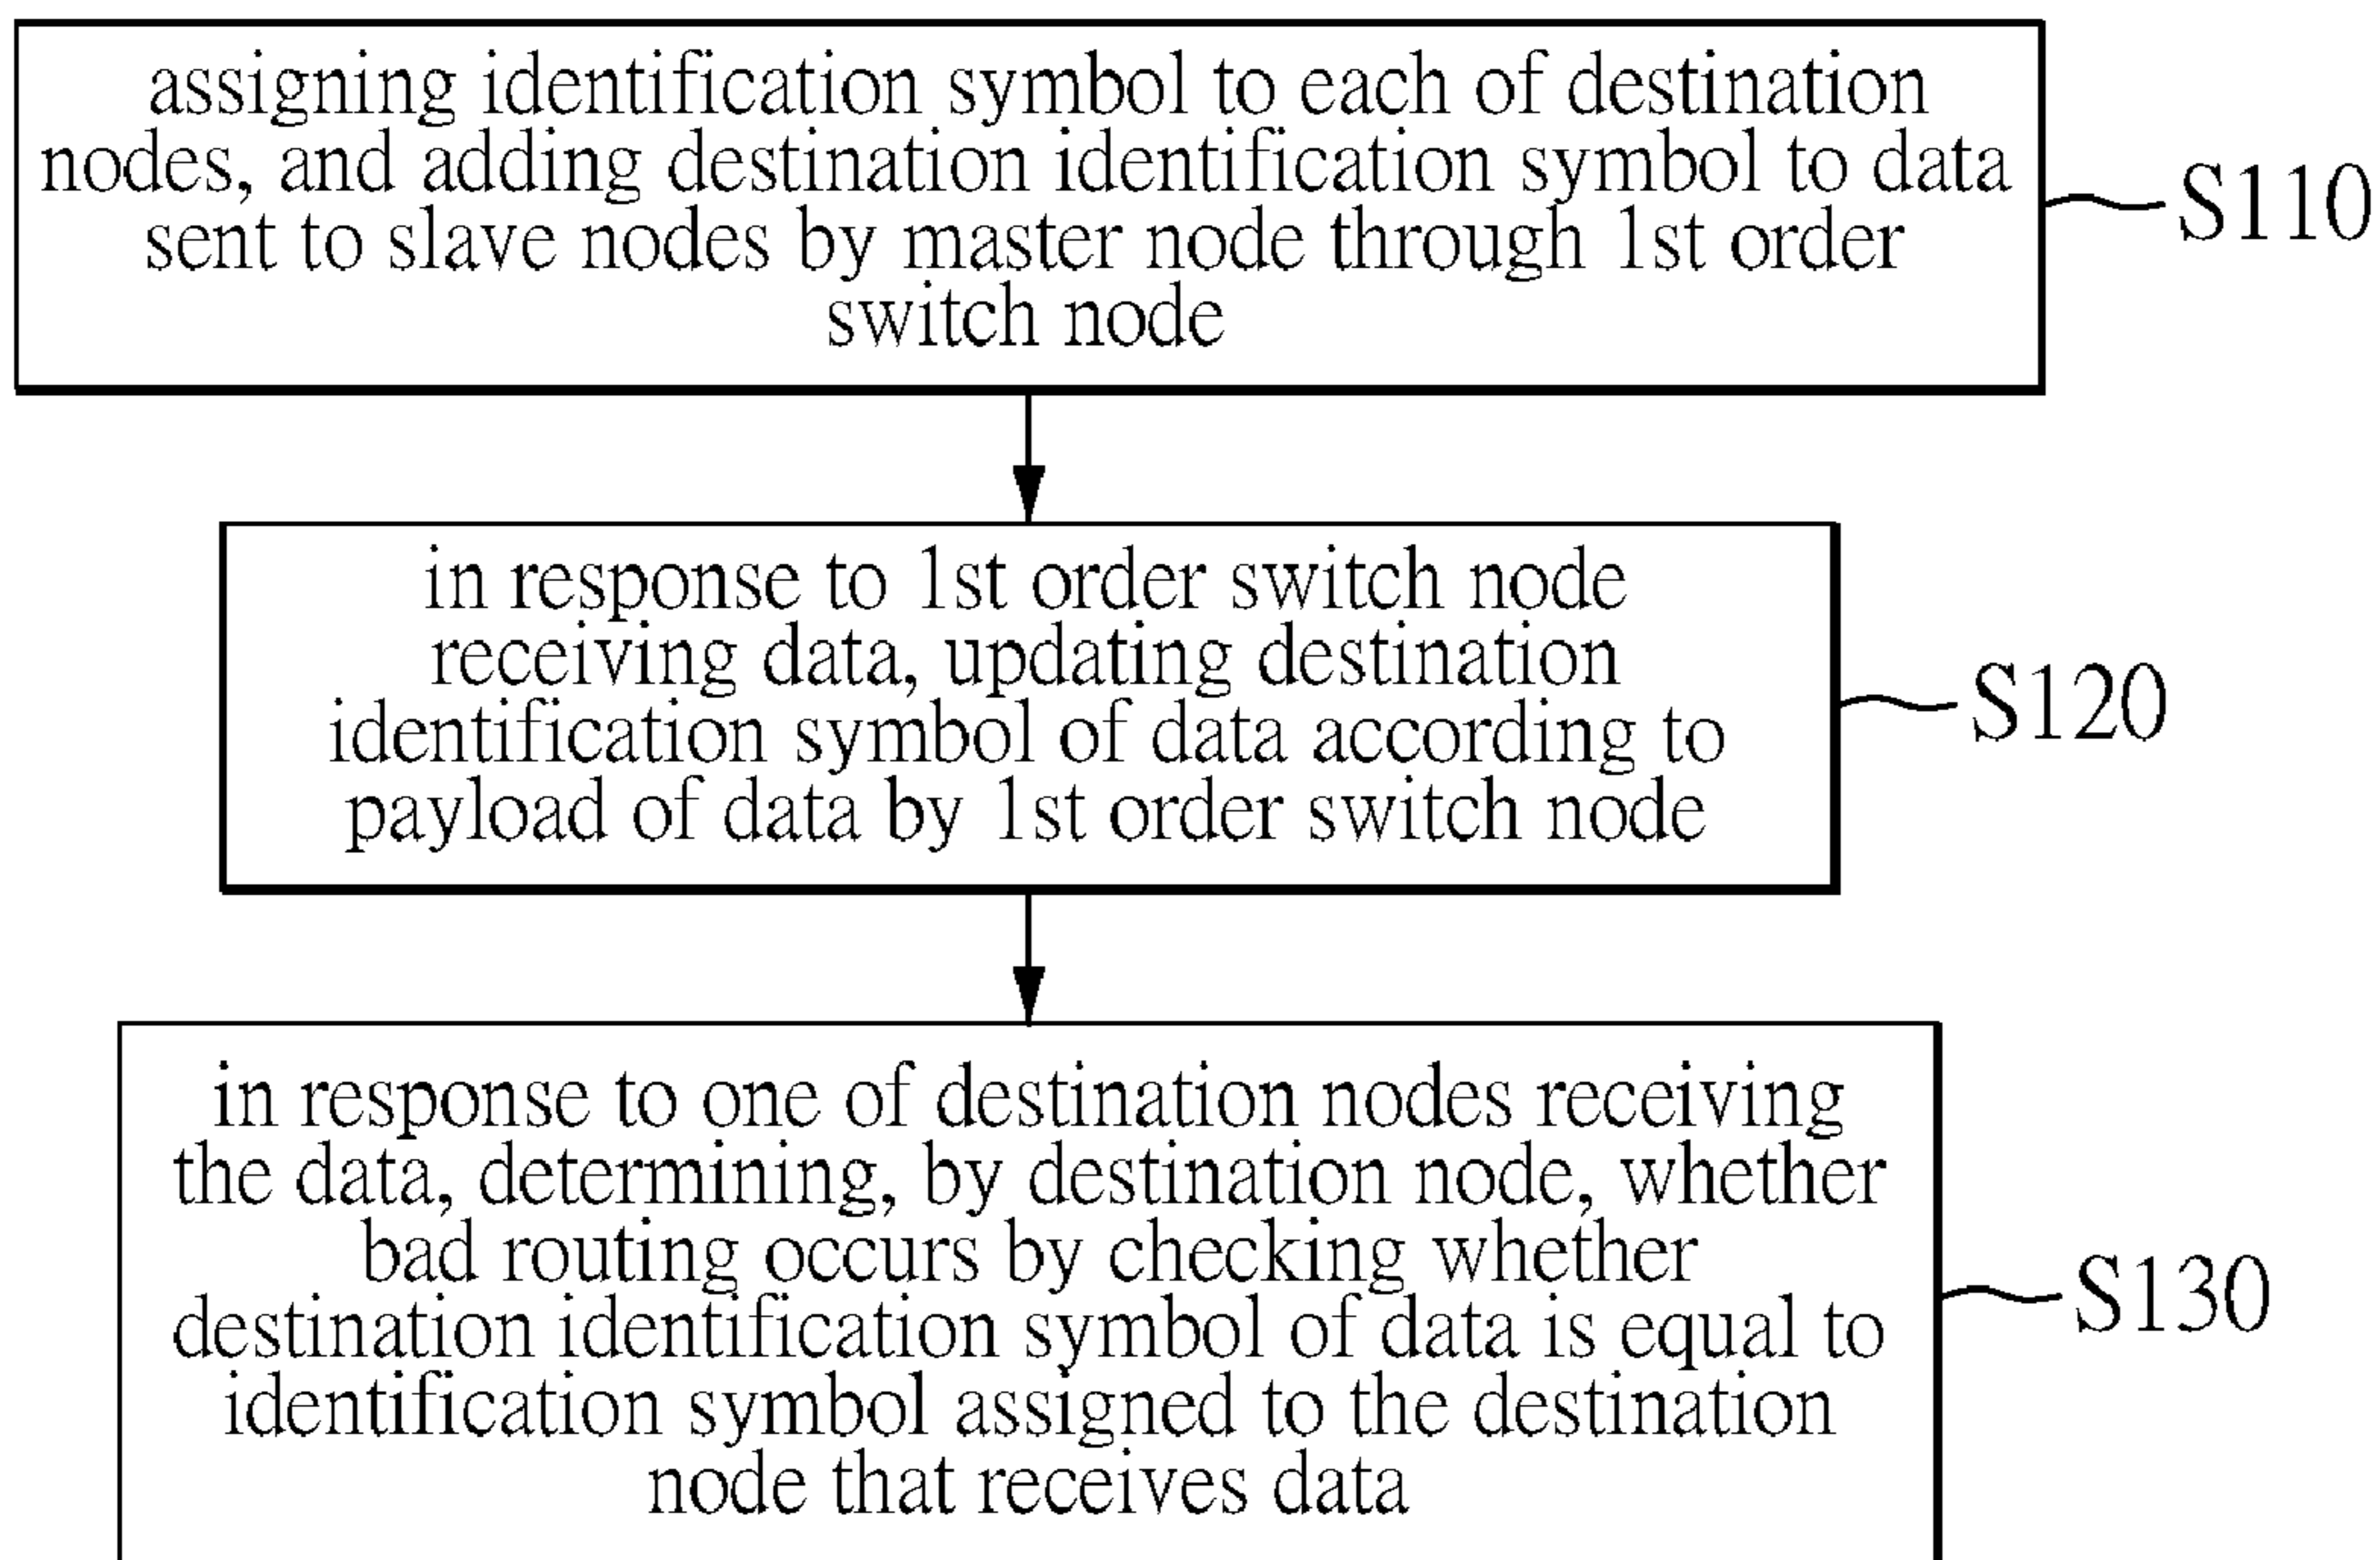 assigning identification symbol to each of destination
nodes, and adding destination identification symbol to data
sent to slave nodes by master node through 1st order
switch node
S110
in response to 1st order switch node
receiving data, updating destination
identification symbol of data according to
payload of data by 1st order switch node
S120
in response to one of destination nodes receiving
the data, determining, by destination node, whether
bad routing occurs by checking whether
destination identification symbol of data is equal to
identification symbol assigned to the destination
node that receives data
S130